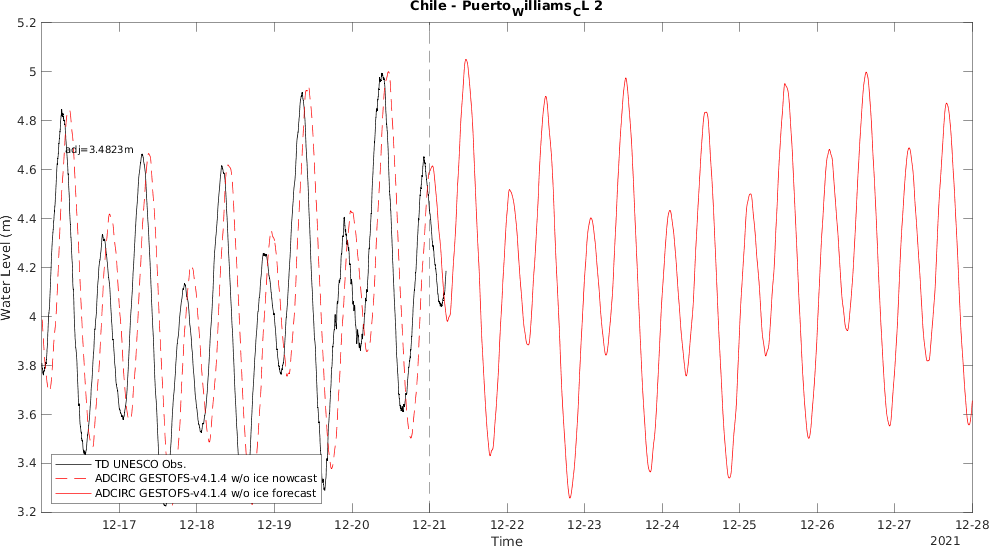 Chile - Puerto_Williams_CL 2
5.2
5
4.8
4.6
4.4
4.2
4
3.8
3.6
3.4
3.2
Water Level (m)
adj=3.4823m
TD UNESCO Obs.
ADCIRC GESTOFS-v4.1.4 w/o ice nowcast
ADCIRC GESTOFS-v4.1.4 w/o ice forecast
12-17 12-18 12-19 12-20 12-21 12-22 12-23 12-24 12-25 12-26 12-27 12-28
Time
2021